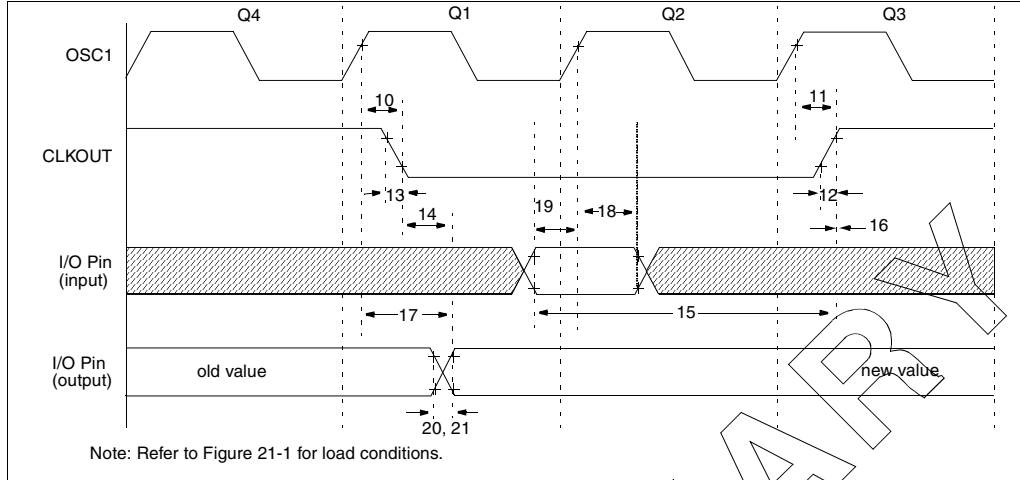 Q4 Q1 Q2 Q3
OSC1
10 11
CLKOUT
13 12
14 19 18 16
I/O Pin
(input)
17 15
I/O Pin
(output)
old value new value
20, 21
Note: Refer to Figure 21-1 for load conditions.
ARY